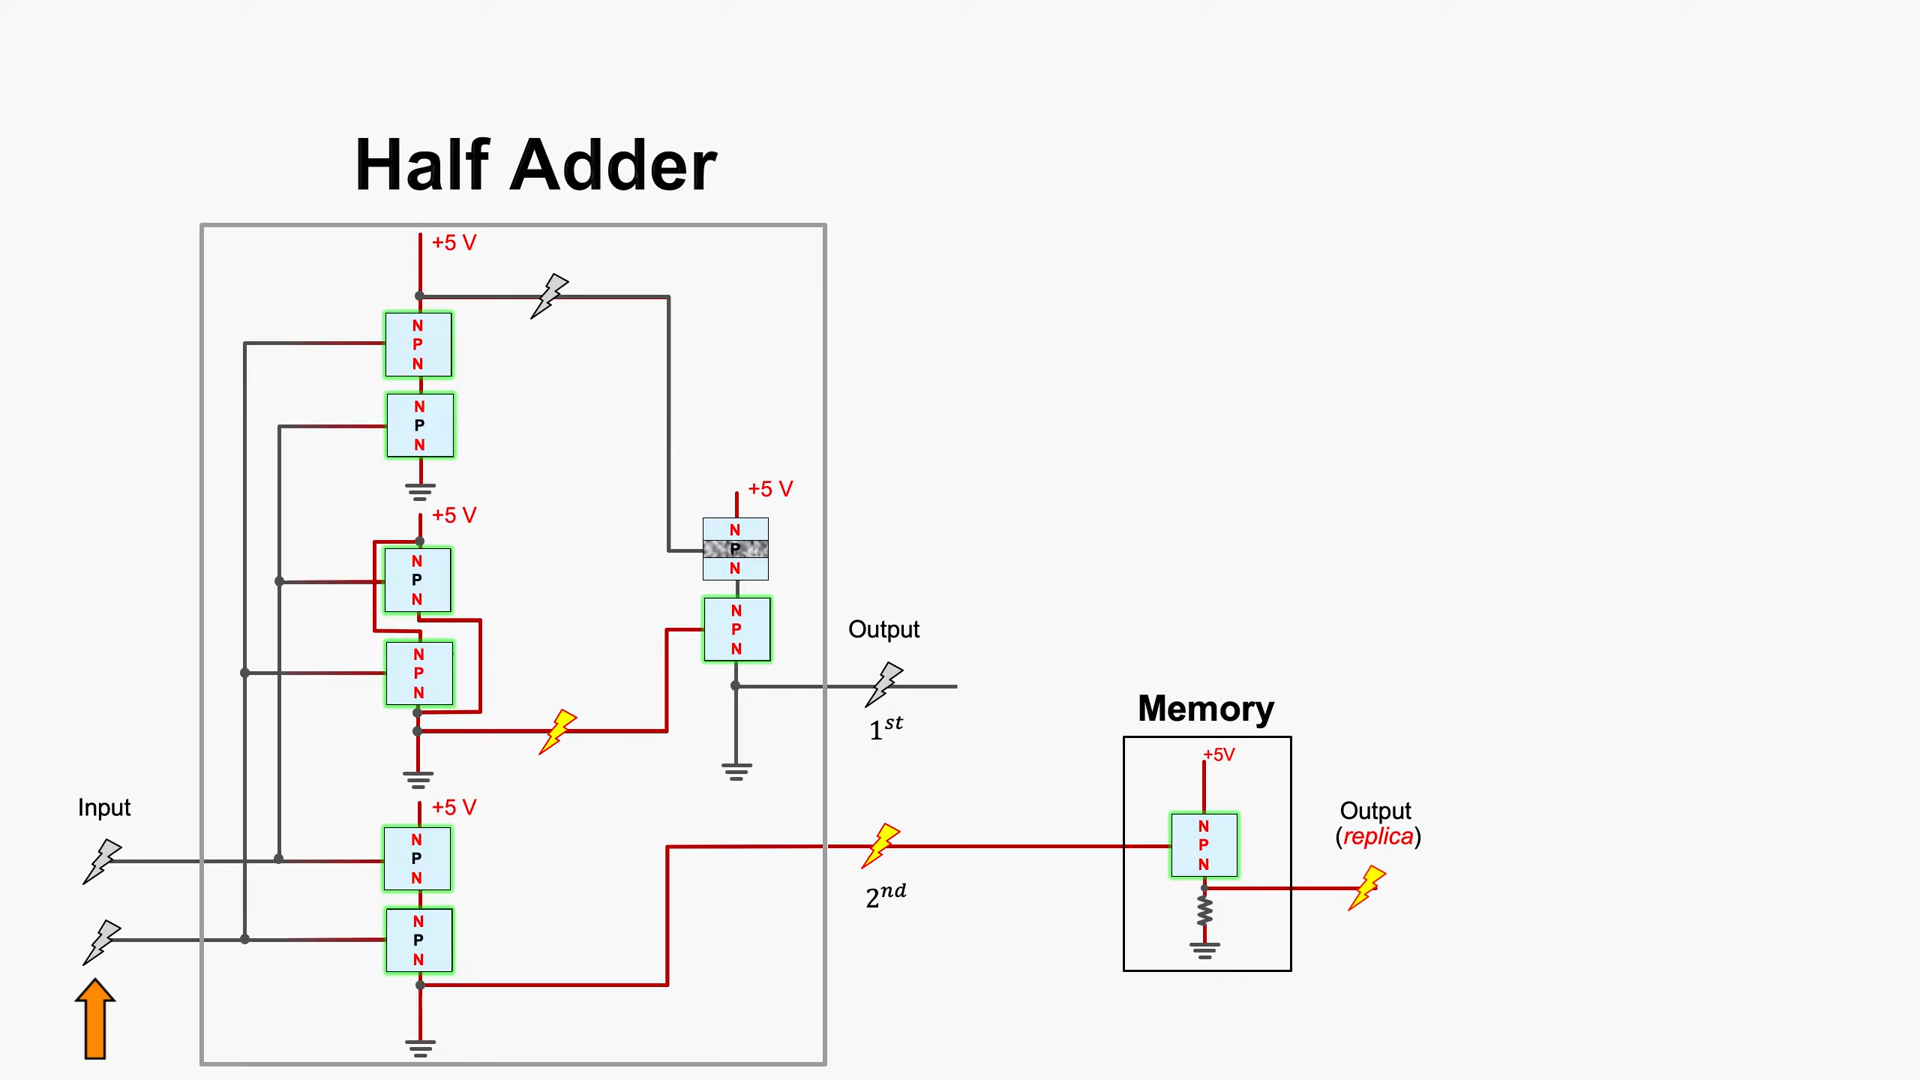 Half Adder
+5 V
N
P
N
N
P
N
+5 V
N
P
N
N
P
N
+5 V
N
P
N
N
P
N
+5 V
N
P
N
N
P
N
Input
Output
1st
2nd
Memory
+5V
N
P
N
Output
(replica)